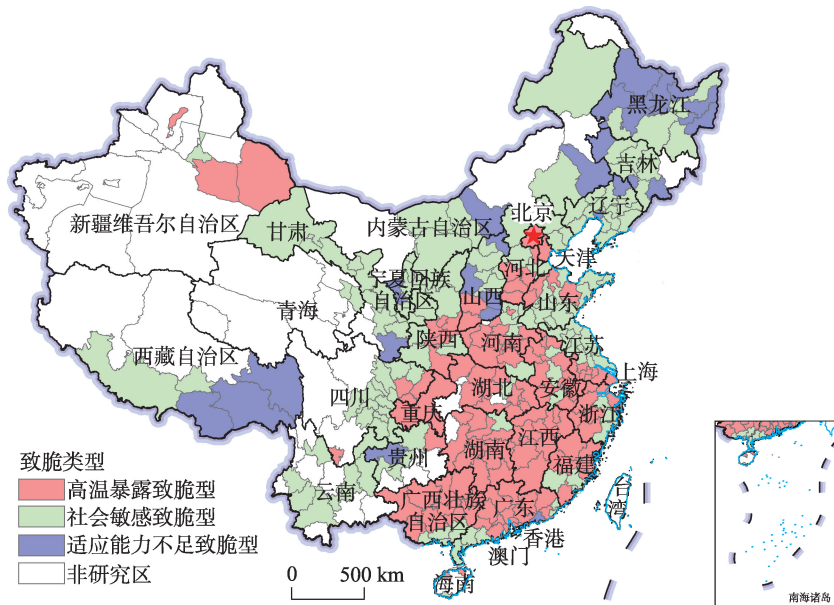 黑龙江
吉林
辽宁
北京
内蒙古自治区
新疆维吾尔自治区
甘肃
天津
河北
宁夏回族
自治区
山西
山东
青海
陕西
河南
江苏
西藏自治区
四川
湖北
安徽
上海
重庆
浙江
湖南
江西
贵州
福建
云南
广西壮族
自治区
广东
台
湾
香港
澳门
海南
致脆类型
高温暴露致脆型
社会敏感致脆型
适应能力不足致脆型
非研究区
0 500 km
南海诸岛